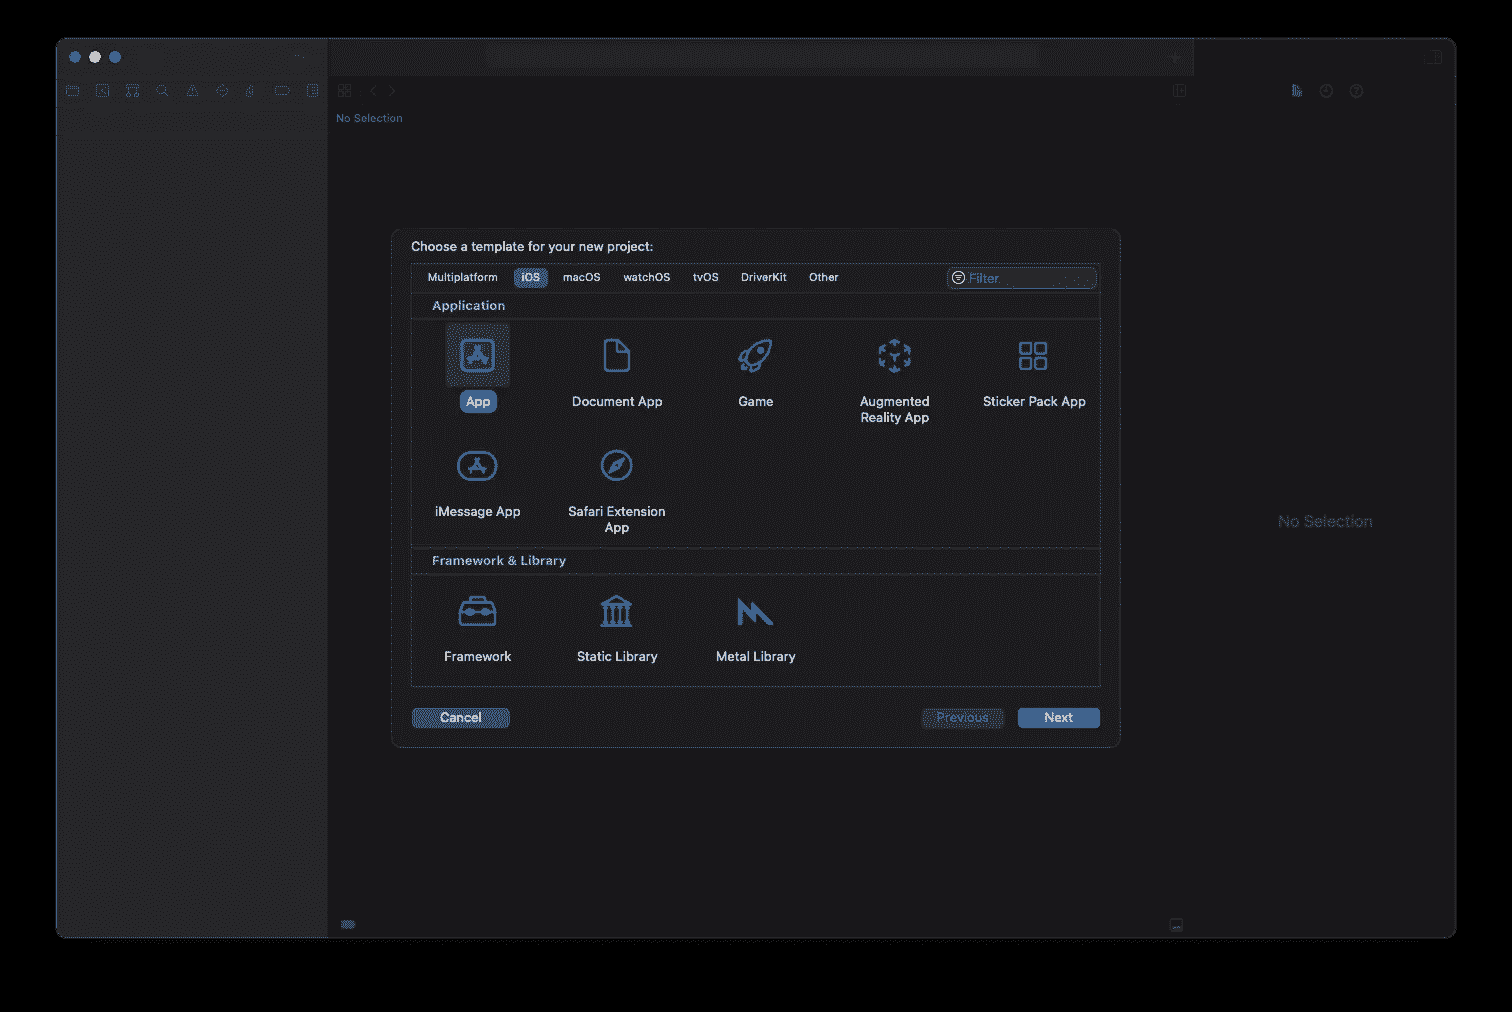 No Selection
Choose a template for your new project:
Multiplatform iOS macOS watchOS tvOS DriverKit Other Filter
Application
App Document App Game Augmented Reality App Sticker Pack App
iMessage App Safari Extension App
Framework & Library
Framework Static Library Metal Library
Cancel Previous Next
No Selection